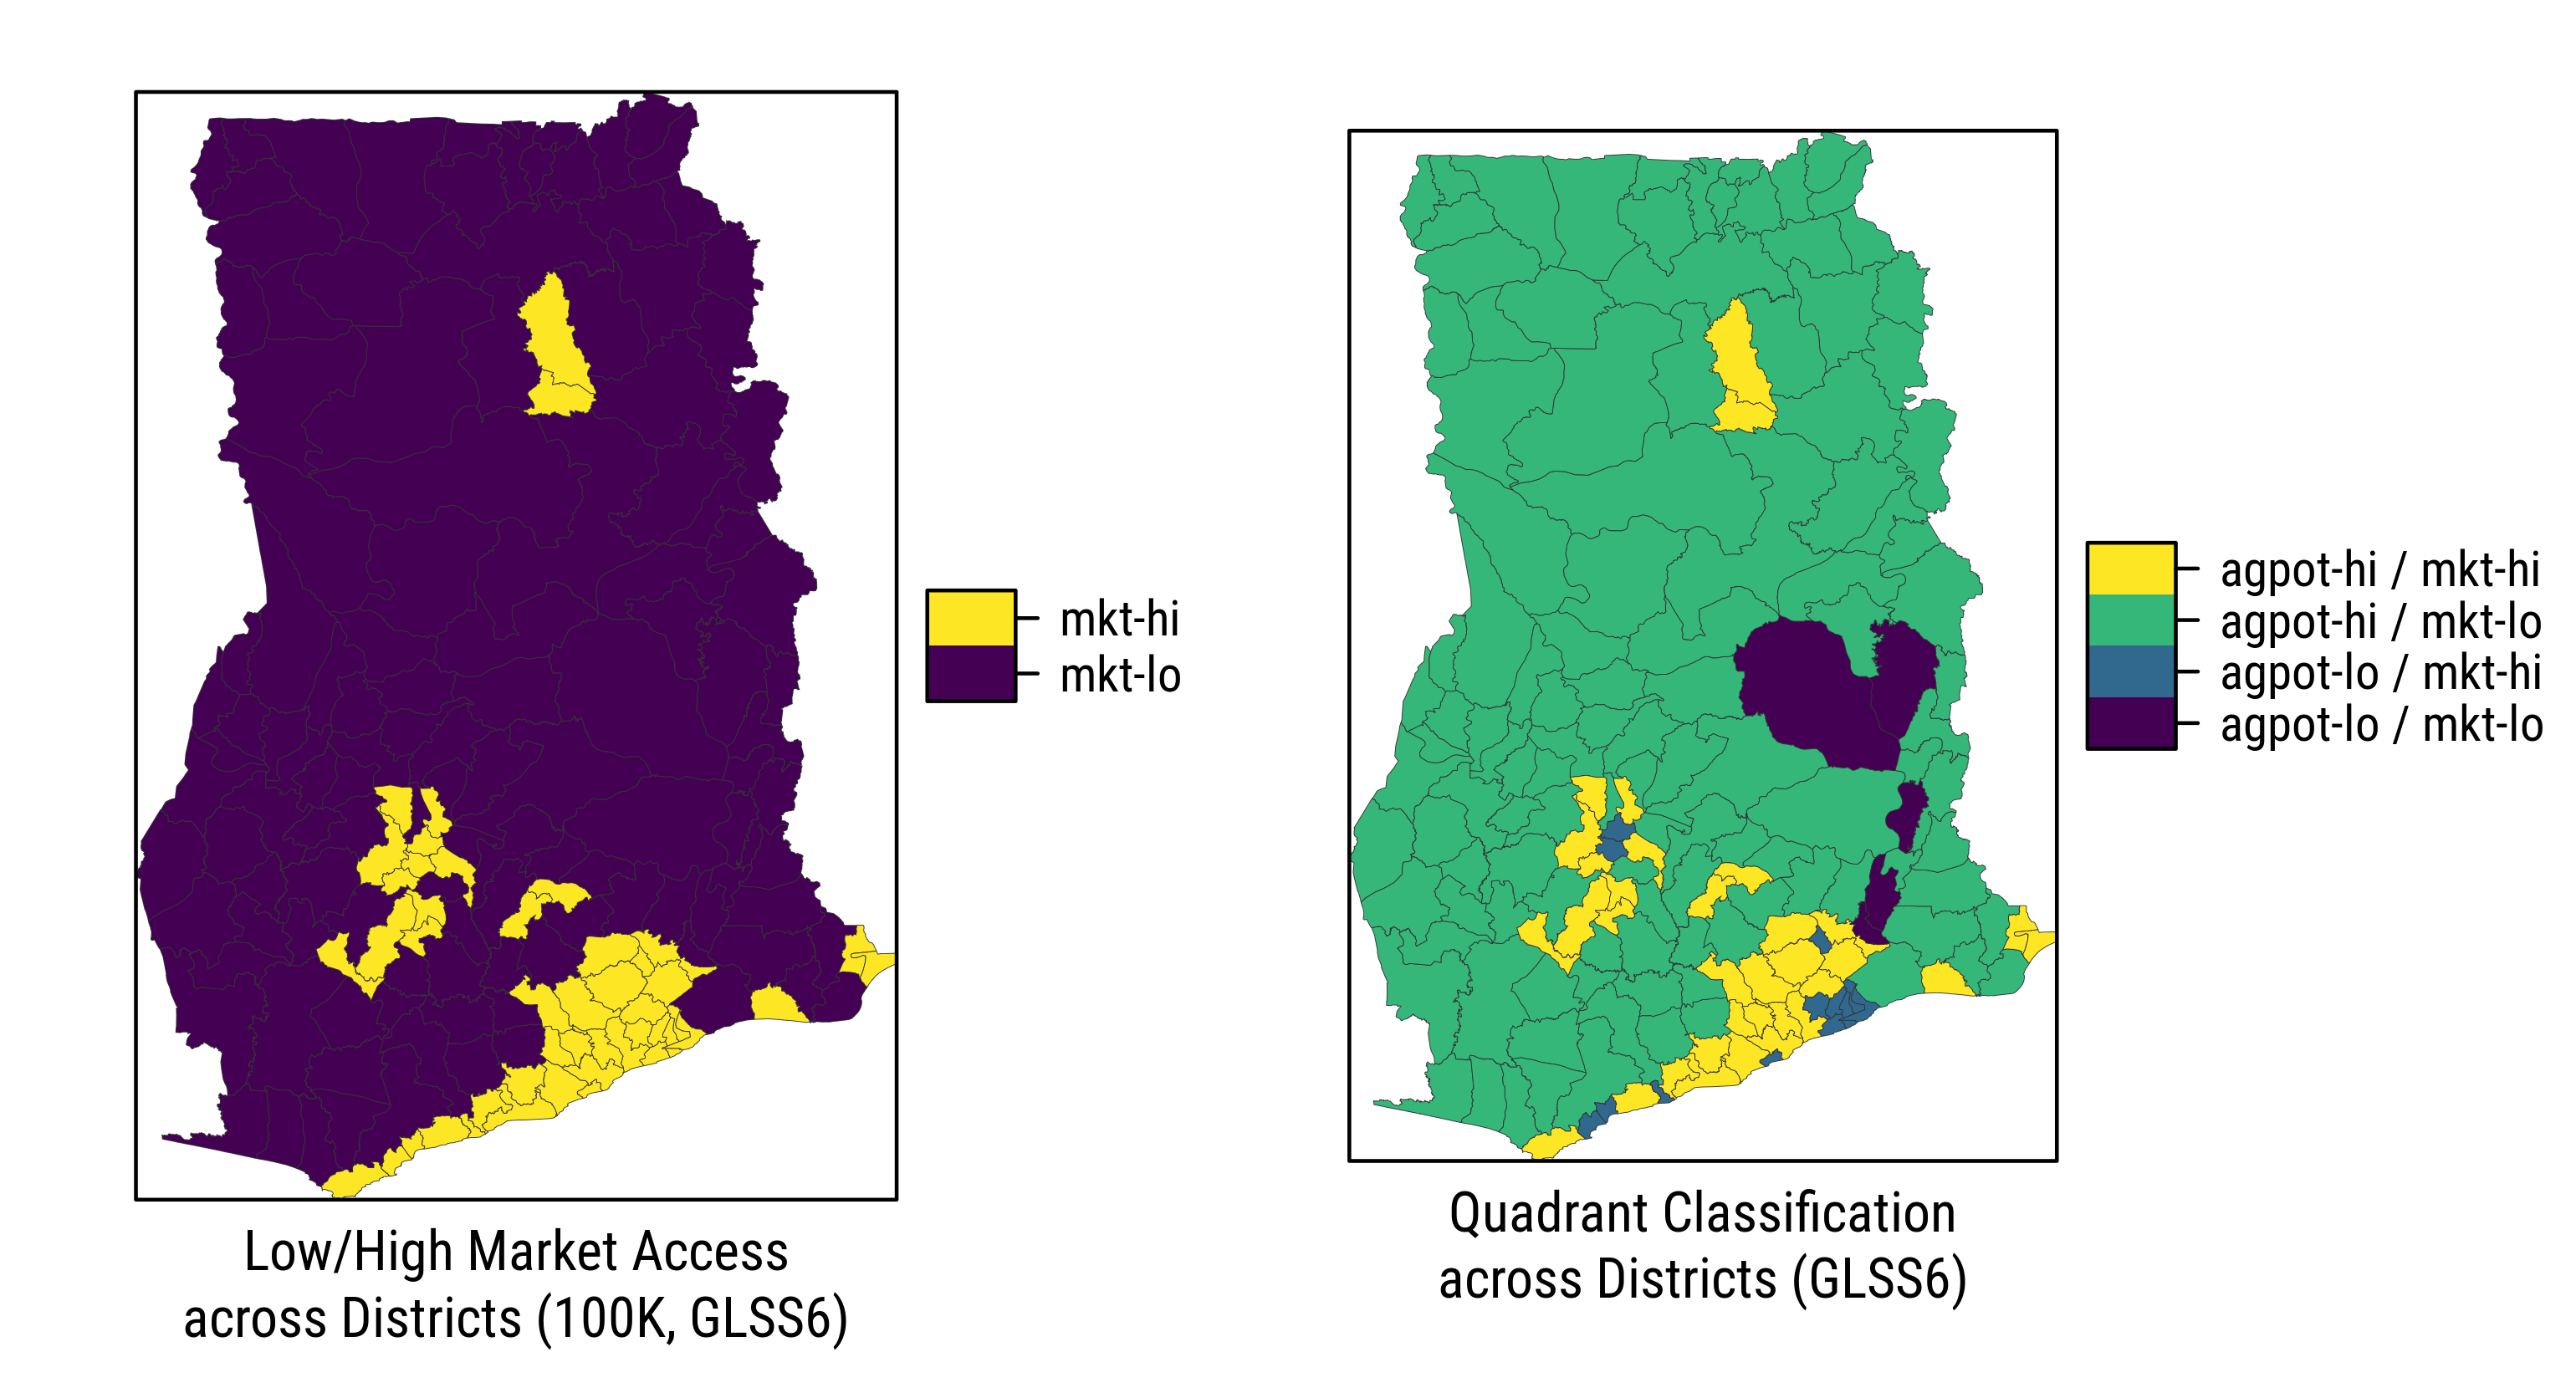 mkt-hi
mkt-lo
Low/High Market Access
across Districts (100K, GLSS6)
agpot-hi / mkt-hi
agpot-hi / mkt-lo
agpot-lo / mkt-hi
agpot-lo / mkt-lo
Quadrant Classification
across Districts (GLSS6)